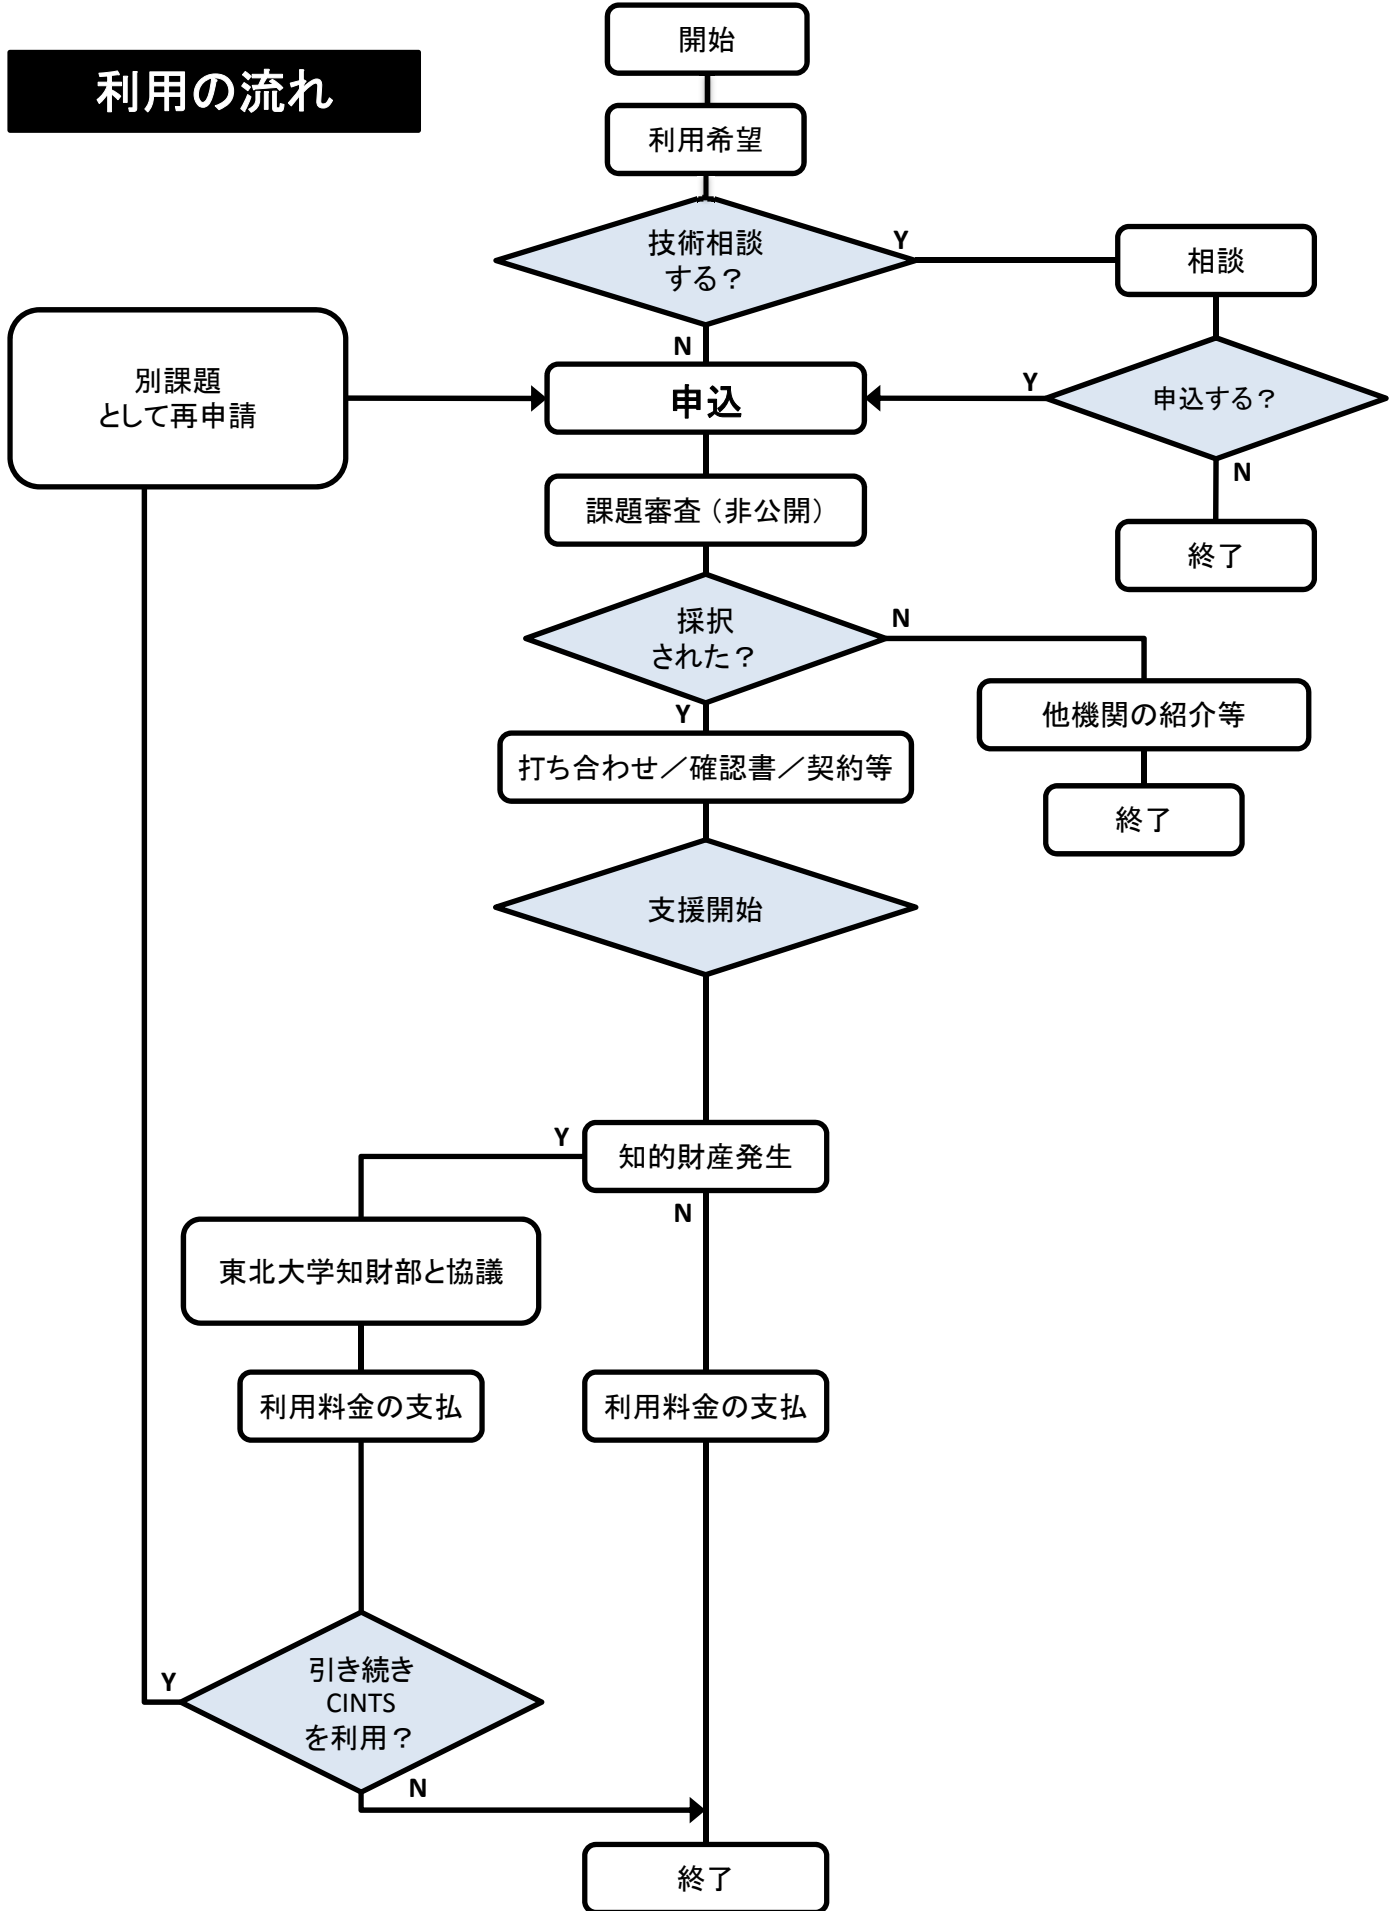 利用の流れ
開始
利用希望
技術相談
する？
Y
相談
N
申込する？
Y
N
終了
別課題
として再申請
申込
課題審査（非公開）
採択
された？
N
他機関の紹介等
終了
Y
打ち合わせ／確認書／契約等
支援開始
知的財産発生
Y
N
東北大学知財部と協議
利用料金の支払
利用料金の支払
引き続き
CINTS
を利用？
Y
N
終了